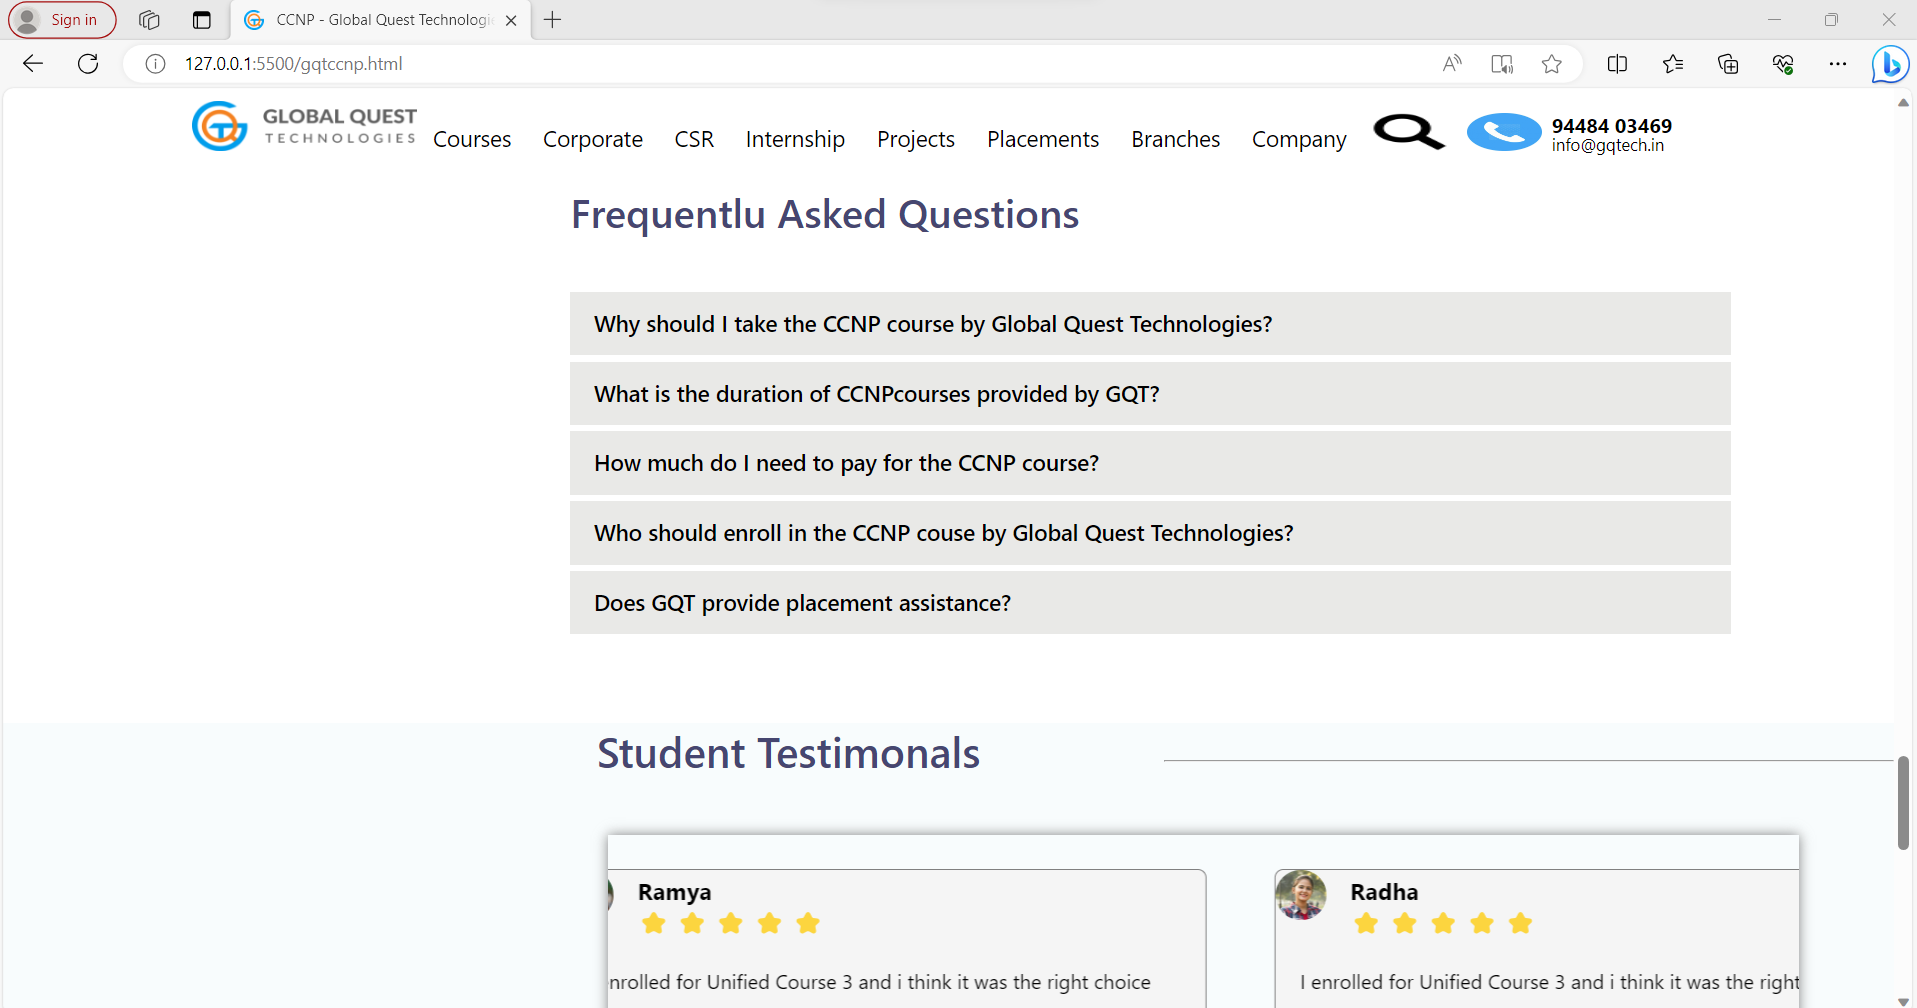 Sign in
CCNP - Global Quest Technologi
127.0.0.1:5500/gqtccnp.html
GLOBAL QUEST
TECHNOLOGIES
Courses Corporate CSR Internship Projects Placements Branches Company
94484 03469
info@gqtech.in
Frequentlu Asked Questions
Why should I take the CCNP course by Global Quest Technologies?
What is the duration of CCNPcourses provided by GQT?
How much do I need to pay for the CCNP course?
Who should enroll in the CCNP couse by Global Quest Technologies?
Does GQT provide placement assistance?
Student Testimonals
Ramya
enrolled for Unified Course 3 and i think it was the right choice
Radha
I enrolled for Unified Course 3 and i think it was the right